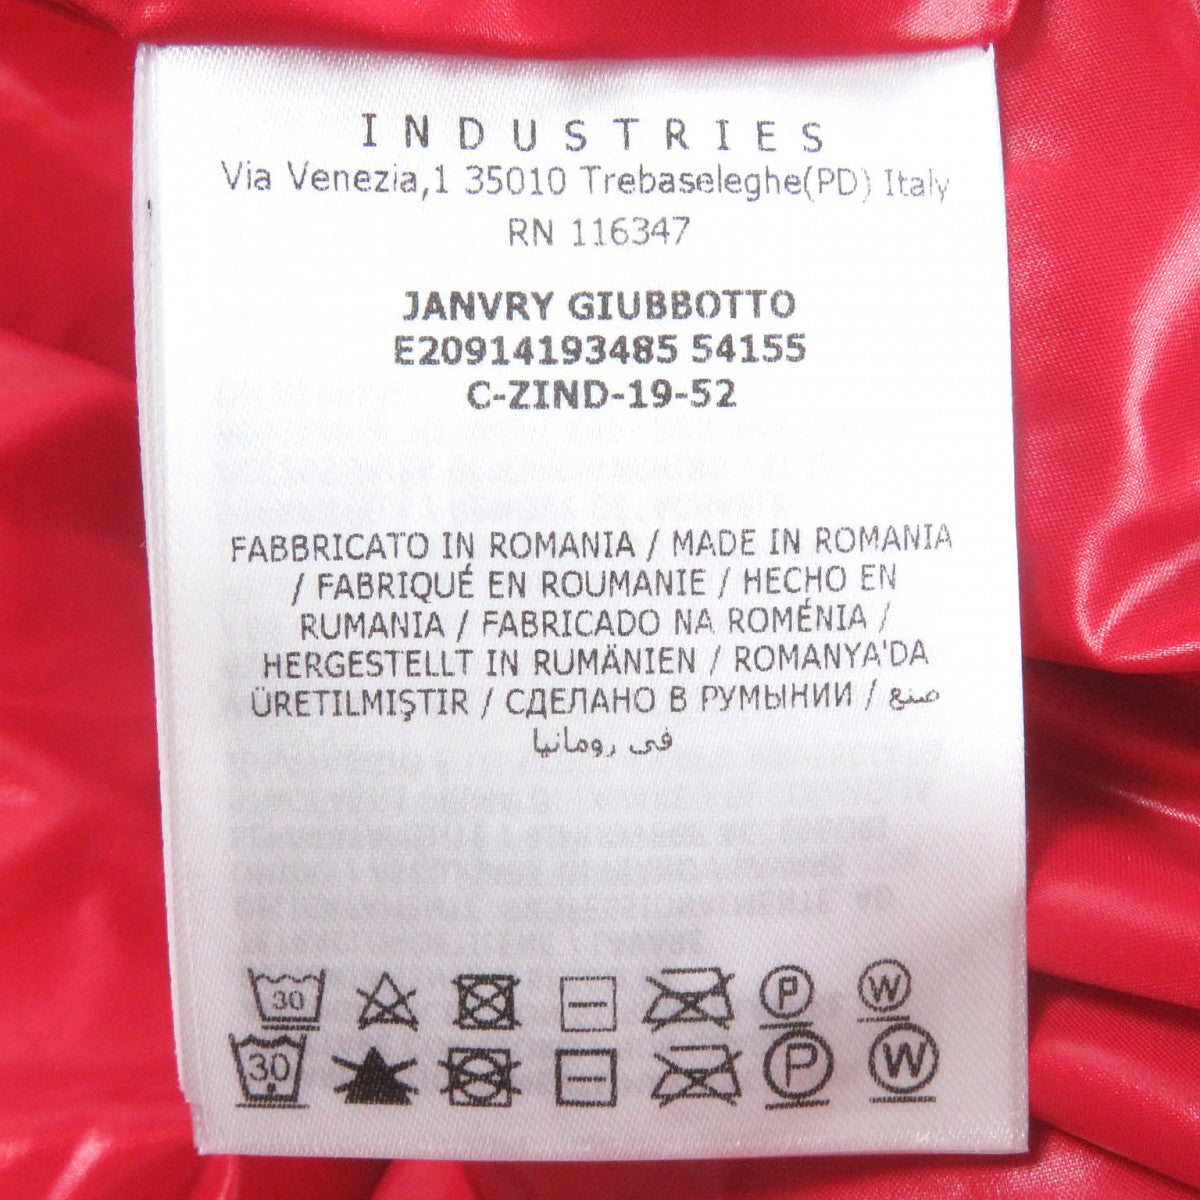 INDUSTRIES
Via Venezia,1 35010 Trebaseleghe(PD) Italy
RN 116347
JANVRY GIUBBOTTO
E20914193485 54155
C-ZIND-19-52
FABBRICATO IN ROMANIA / MADE IN ROMANIA
/ FABRIQUÉ EN ROUMANIE / HECHO EN
RUMANIA / FABRICADO NA ROMÉNIA /
HERGESTELLT IN RUMÄNIEN / ROMANYA'DA
ÜRETILMIŞTIR / СДЕЛАНО В РУМЫНИИ / صنع
في رومانيا
30 P W
30 P W